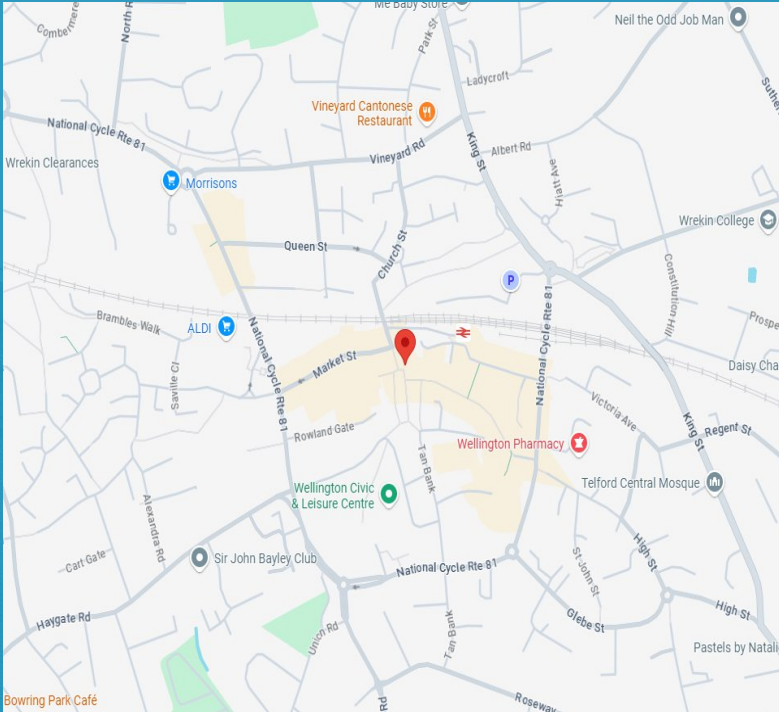 Me Baby Store
Neil the Odd Job Man
Combermere
North R
Park St
Ladycroft
Vineyard Cantonese
Restaurant
National Cycle Rte 81
King St
Albert Rd
Vineyard Rd
Wrekin Clearances
Morrisons
Hiatt Ave
Wrekin College
Queen St
Church St
P
Constitution Hill
Brambles Walk
ALDI
National Cycle Rte 81
National Cycle Rte 81
Prospe
Market St
Saville Cl
Daisy Cha
Victoria Ave
King St
Regent St
Rowland Gate
Tan Bank
Wellington Pharmacy
Telford Central Mosque
Wellington Civic
& Leisure Centre
Alexandra Rd
Cart Gate
Sir John Bayley Club
National Cycle Rte 81
High St
St John St
Haygate Rd
Union Rd
Tan Bank
Glebe St
High St
Pastels by Natali
Bowring Park Café
Rd
Roseway